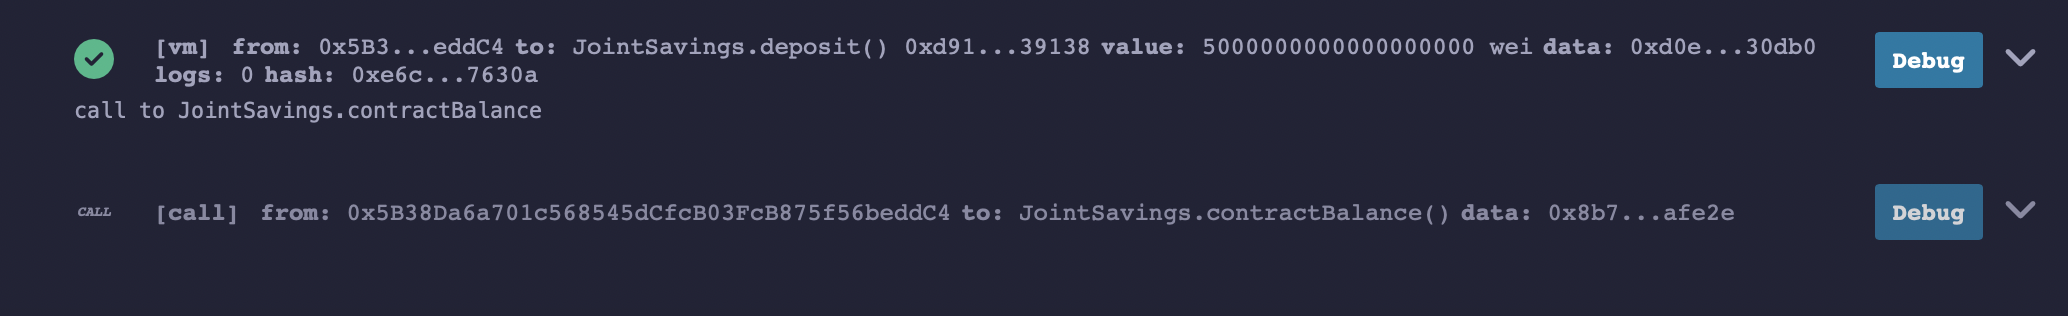 [vm] from: 0x5B3...eddC4 to: JointSavings.deposit() 0xd91...39138 value: 5000000000000000000 wei data: 0xd0e...30db0
logs: 0 hash: 0xe6c...7630a
Debug
call to JointSavings.contractBalance
CALL [call] from: 0x5B38Da6a701c568545dCfcB03FcB875f56beddC4 to: JointSavings.contractBalance() data: 0x8b7...afe2e
Debug